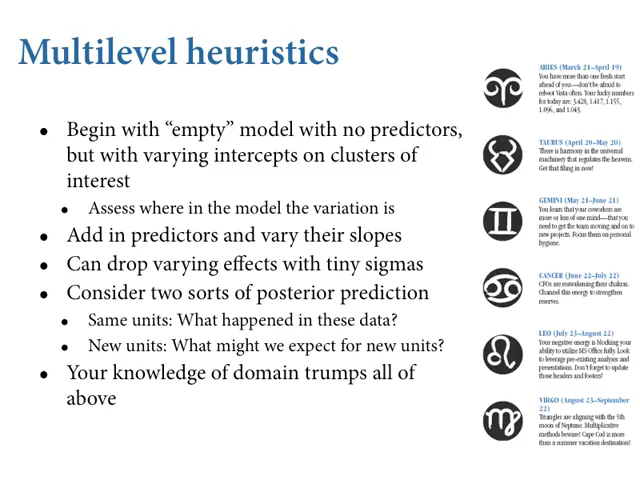 Multilevel heuristics
• Begin with “empty” model with no predictors,
but with varying intercepts on clusters of
interest
• Assess where in the model the variation is
• Add in predictors and vary their slopes
• Can drop varying effects with tiny sigmas
• Consider two sorts of posterior prediction
• Same units: What happened in these data?
• New units: What might we expect for new units?
• Your knowledge of domain trumps all of
above
ARIES (March 21–April 19)
You have more than one fresh start
ahead of you—don't be afraid to
reboot Vista often. Your lucky numbers
for today are: 3.428, 1.417, 1.155,
1.096, and 1.043.
TAURUS (April 20–May 20)
There is harmony in the universal
machinery that regulates the heavens.
Get that filing in now!
GEMINI (May 21–June 21)
You learn that your coworkers are
more or less of one mind—that you
need to get the team moving and on to
new projects. Focus them on personal
hygiene.
CANCER (June 22–July 22)
CFOs are reawakening their chakras.
Channel this energy to strengthen
reserves.
LEO (July 23–August 22)
Your negative energy is blocking your
ability to utilize MS Office fully. Look
to leverage pre-existing analyses and
presentations. Don't forget to update
those headers and footers!
VIRGO (August 23–September
22)
Triangles are aligning with the 5th
moon of Neptune. Multiplicative
methods beware! Cape Cod is more
than a summer vacation destination!